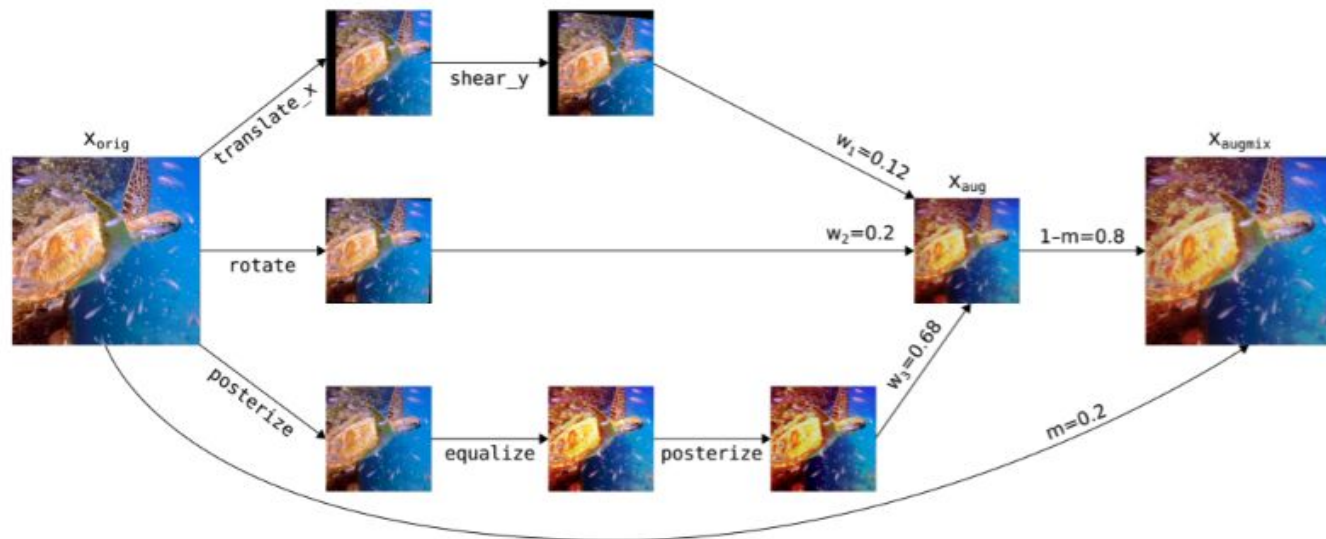 translate_x
shear_y
w₁=0.12
x_orig
x_augmix
x_aug
rotate
w₂=0.2
1–m=0.8
posterize
equalize
posterize
w₃=0.68
m=0.2